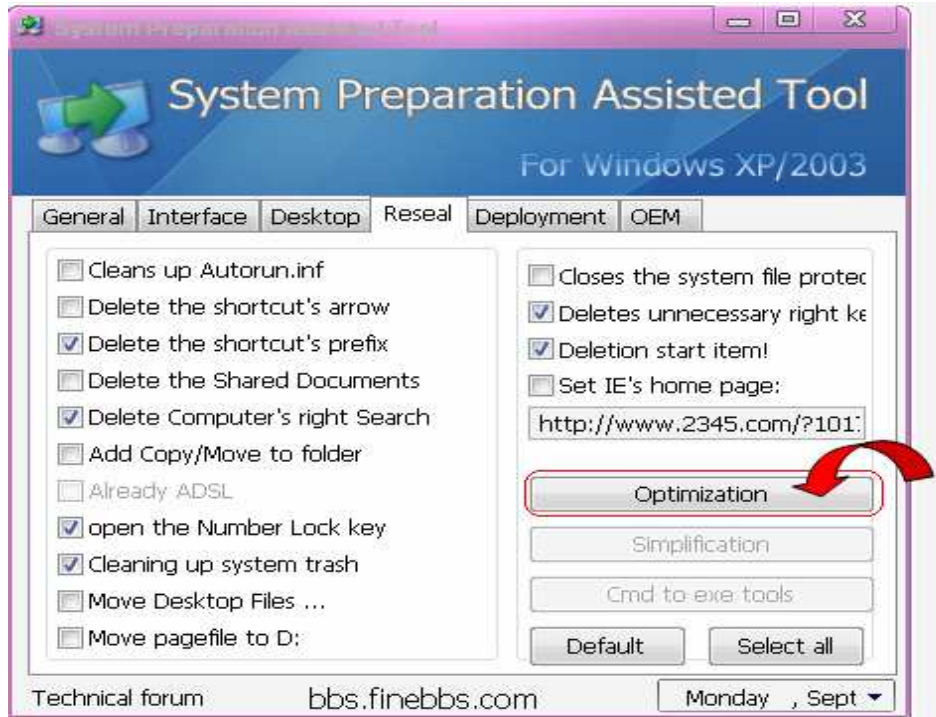 System Preparation Assisted Tool
System Preparation Assisted Tool
For Windows XP/2003
General Interface Desktop Reseal Deployment OEM
Cleans up Autorun.inf
Delete the shortcut's arrow
Delete the shortcut's prefix
Delete the Shared Documents
Delete Computer's right Search
Add Copy/Move to folder
Already ADSL
open the Number Lock key
Cleaning up system trash
Move Desktop Files ...
Move pagefile to D:
Closes the system file protec
Deletes unnecessary right ke
Deletion start item!
Set IE's home page:
http://www.2345.com/?101
Optimization
Simplification
Cmd to exe tools
Default Select all
Technical forum bbs.finebbs.com Monday , Sept